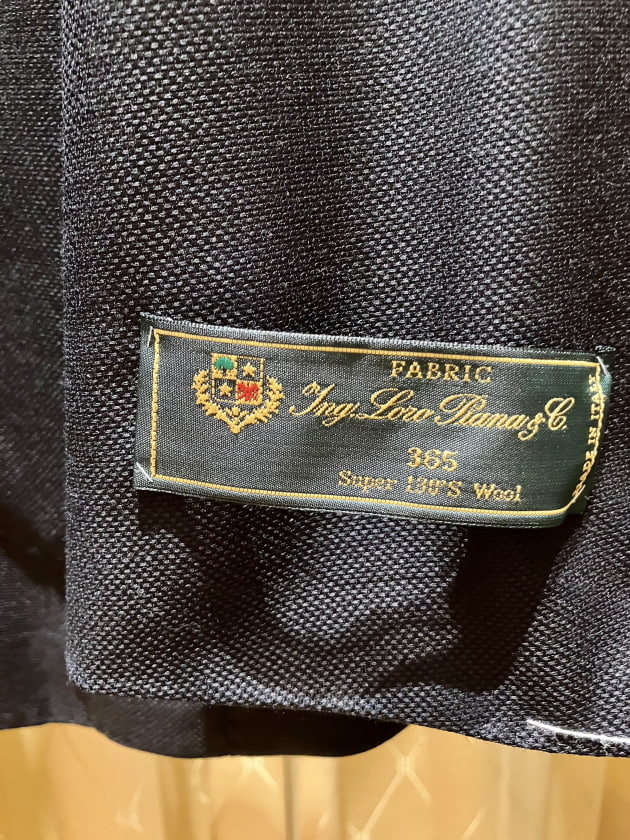 FABRIC
Ing. Loro Piana & C.
365
Super 130'S Wool
MADE IN ITALY